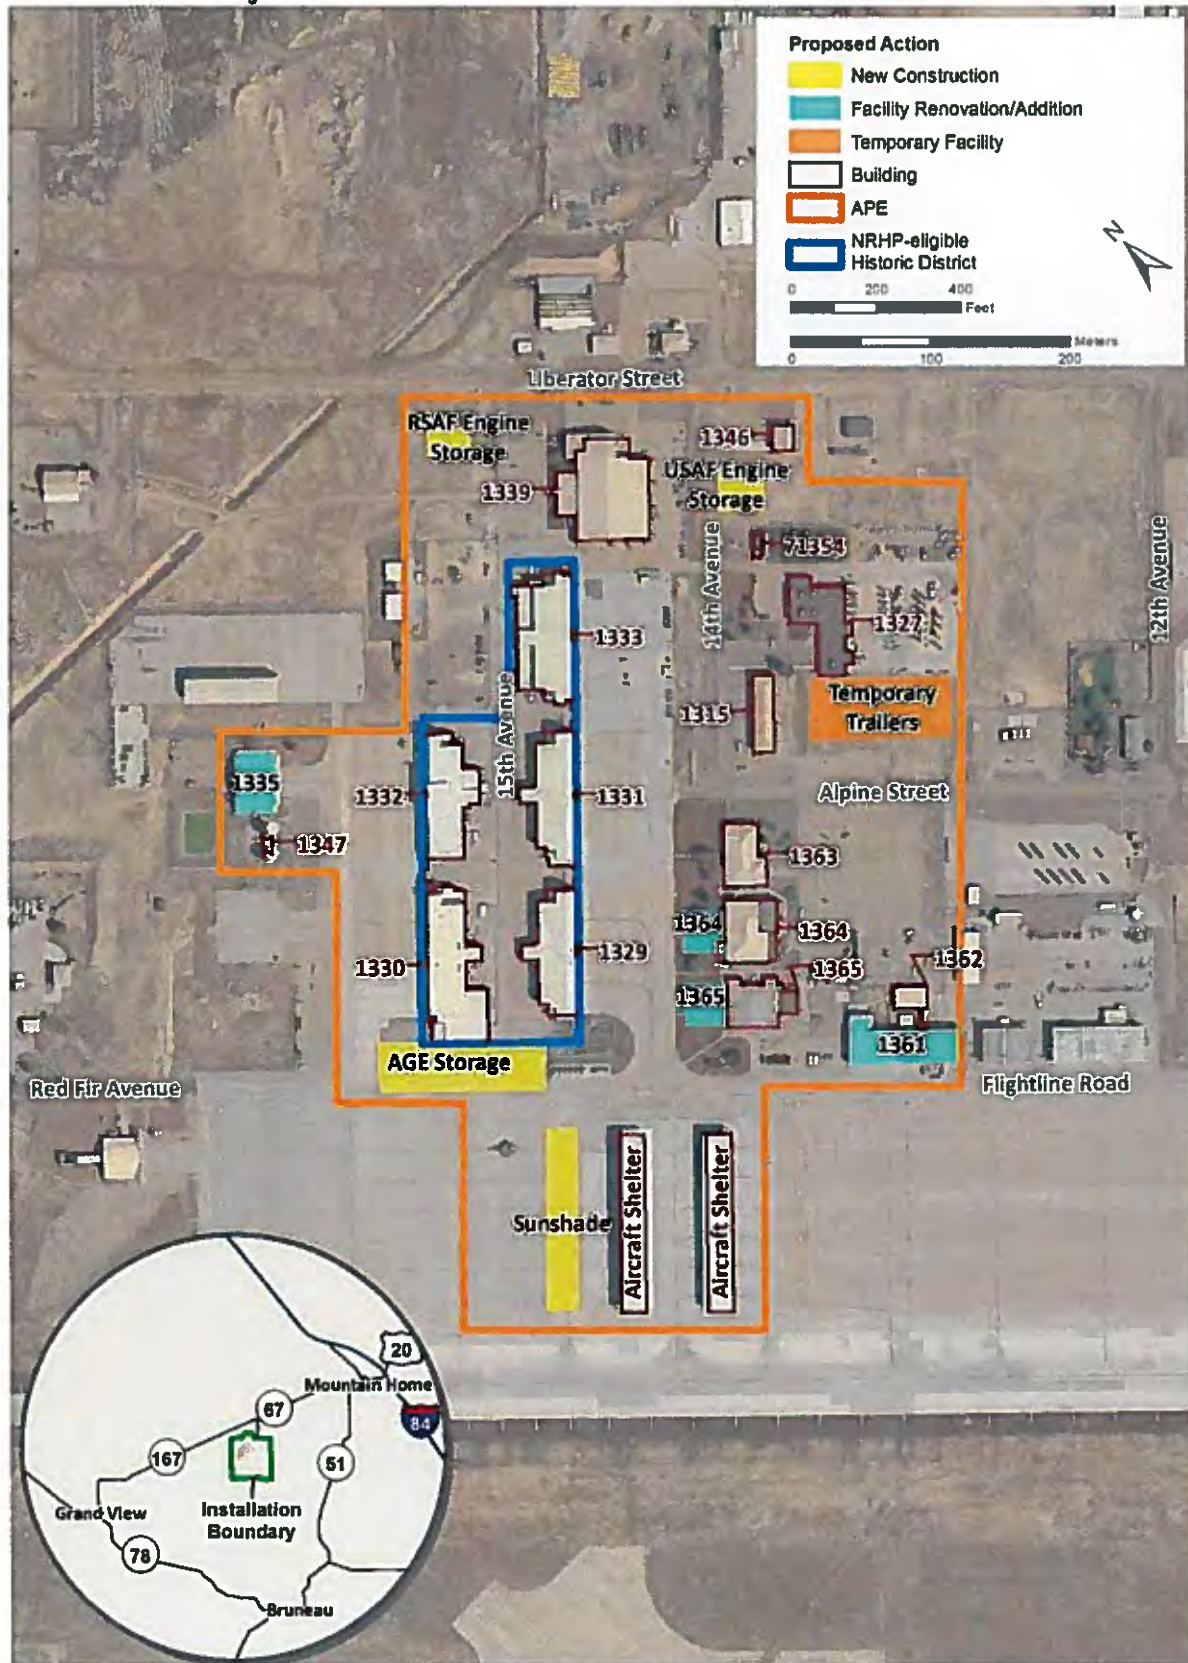 Proposed Action
New Construction
Facility Renovation/Addition
Temporary Facility
Building
APE
NRHP-eligible
Historic District
N
0 200 400
Feet
Meters
0 100 200
Liberator Street
RSAF Engine
Storage
1346
USAF Engine
Storage
1339
71354
14th Avenue
12th Avenue
1333
1327
15th Avenue
Temporary
Trailers
1315
1335
1332
1331
Alpine Street
1347
1363
1364
1364
1330
1329
1362
1365
1365
1361
AGE Storage
Red Fir Avenue
Flightline Road
Sunshade
Aircraft Shelter
Aircraft Shelter
20
Mountain Home
67
84
167
51
Grand View
Installation
Boundary
78
Bruneau